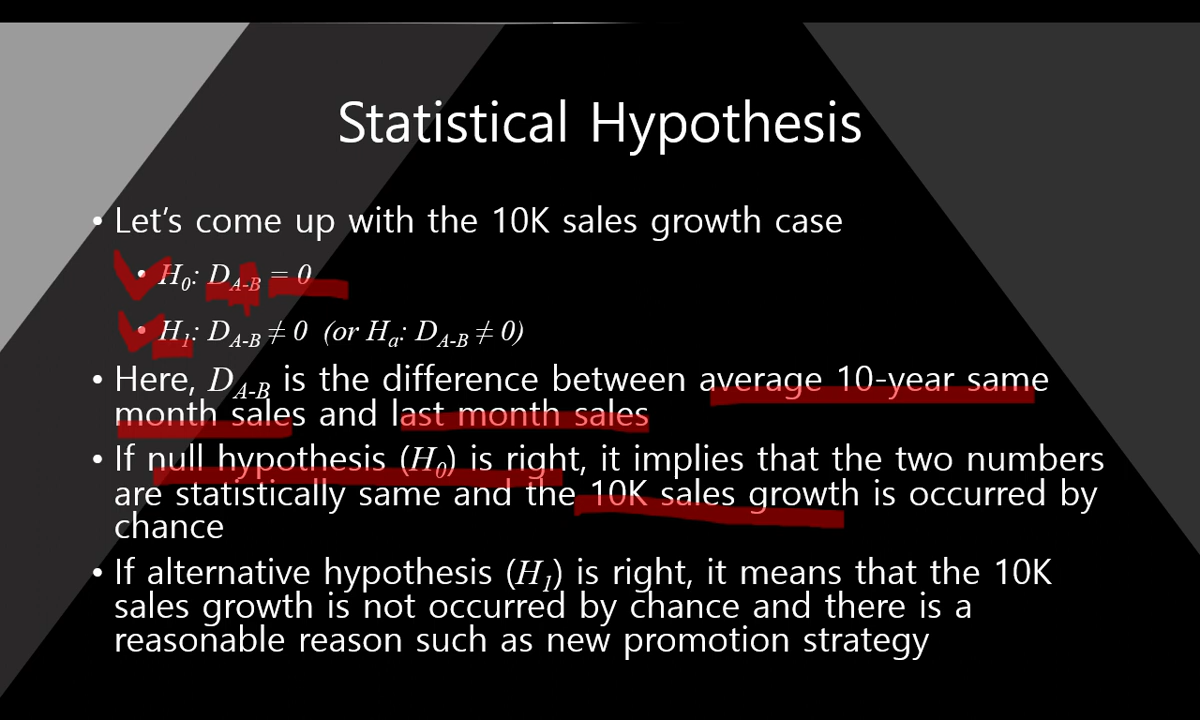 Statistical Hypothesis
• Let's come up with the 10K sales growth case
• H0: DA-B = 0
• H1: DA-B ≠ 0 (or Ha: DA-B ≠ 0)
• Here, DA-B is the difference between average 10-year same
month sales and last month sales
• If null hypothesis (H0) is right, it implies that the two numbers
are statistically same and the 10K sales growth is occurred by
chance
• If alternative hypothesis (H1) is right, it means that the 10K
sales growth is not occurred by chance and there is a
reasonable reason such as new promotion strategy